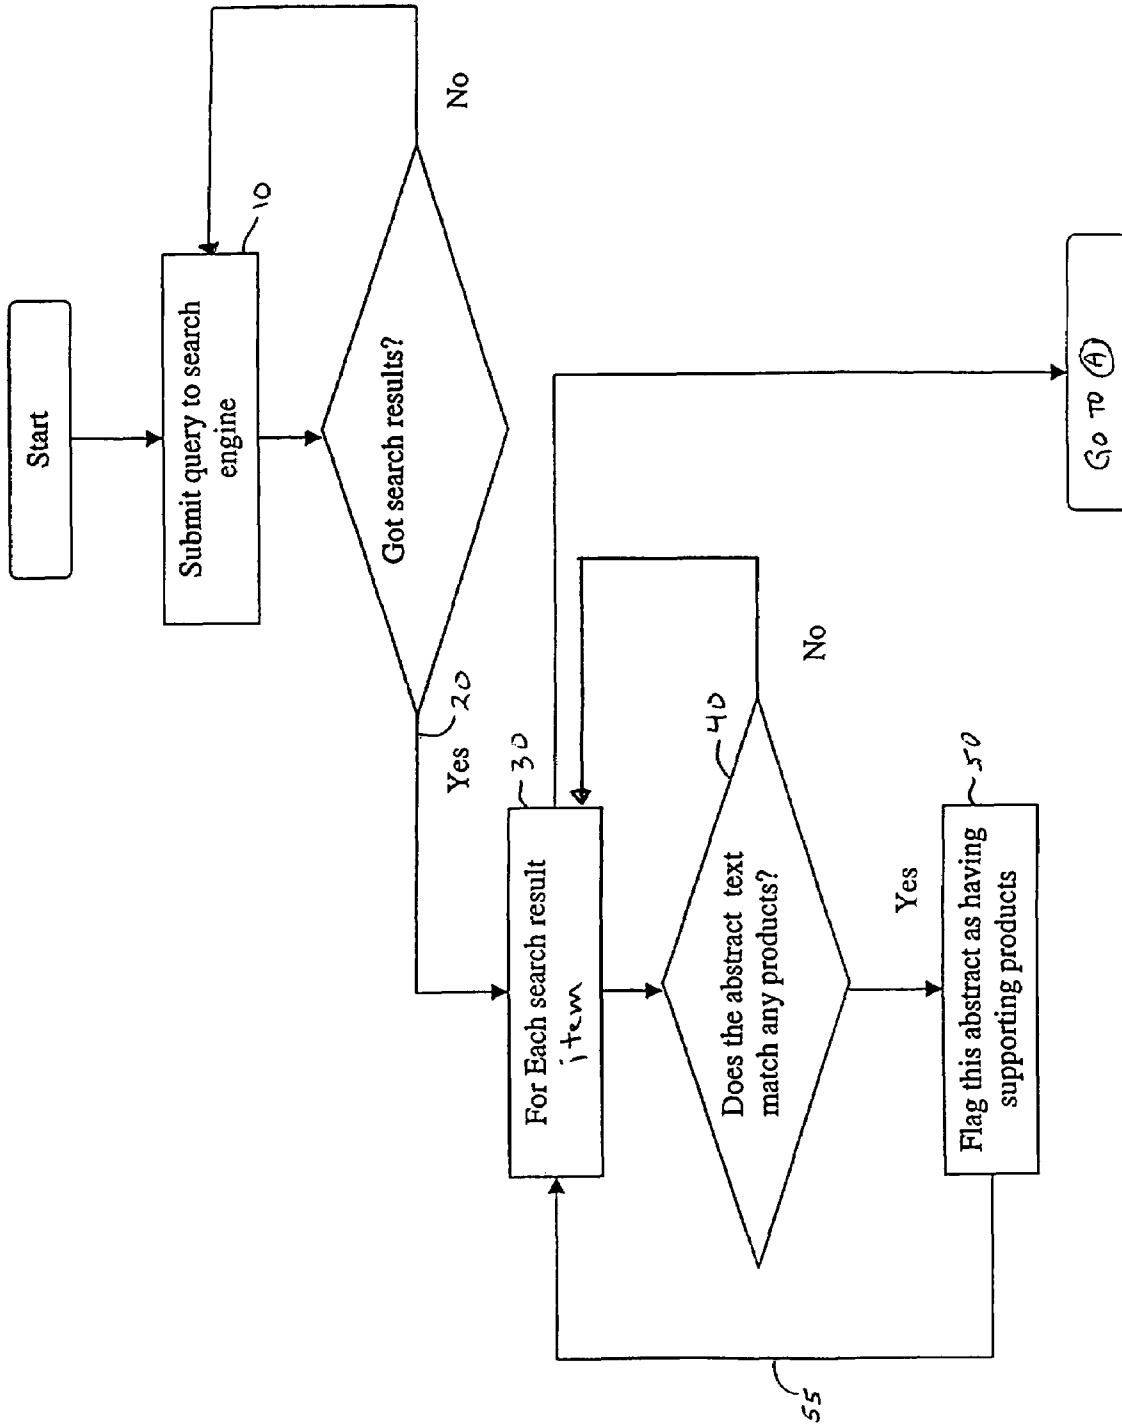 Start
Submit query to search
engine
10
Got search results?
No
20
Yes
For Each search result
item
30
Does the abstract text
match any products?
40
No
Yes
Flag this abstract as having
supporting products
50
55
Go TO A